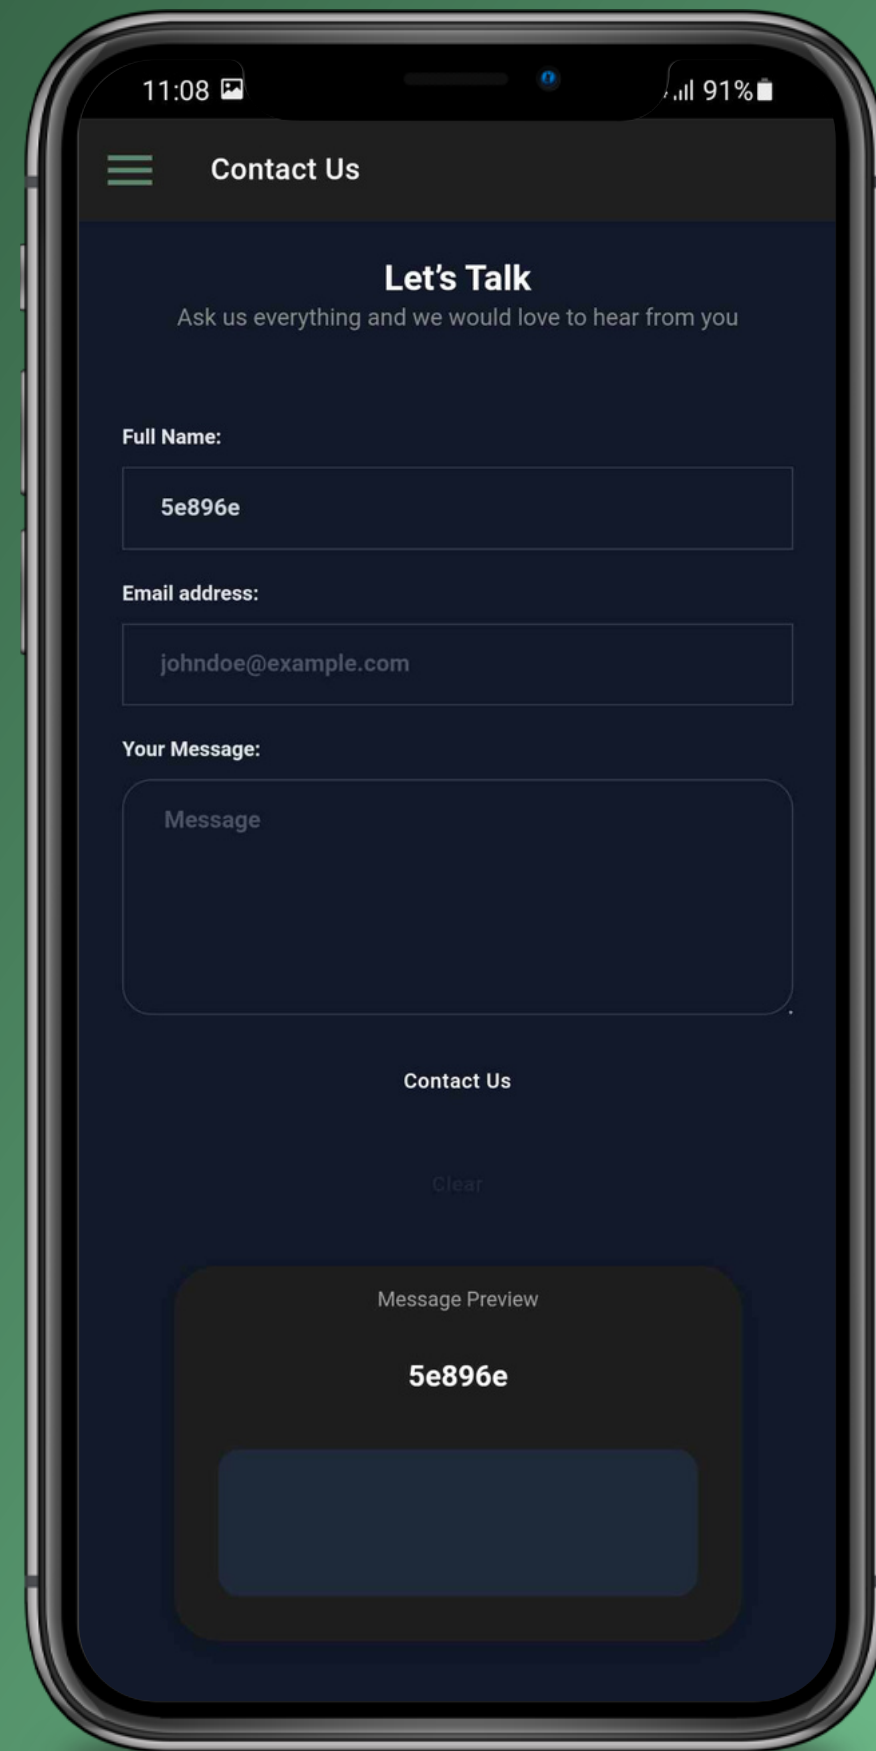 11:08 91%
Contact Us
Let’s Talk
Ask us everything and we would love to hear from you
Full Name:
5e896e
Email address:
johndoe@example.com
Your Message:
Message
Contact Us
Clear
Message Preview
5e896e